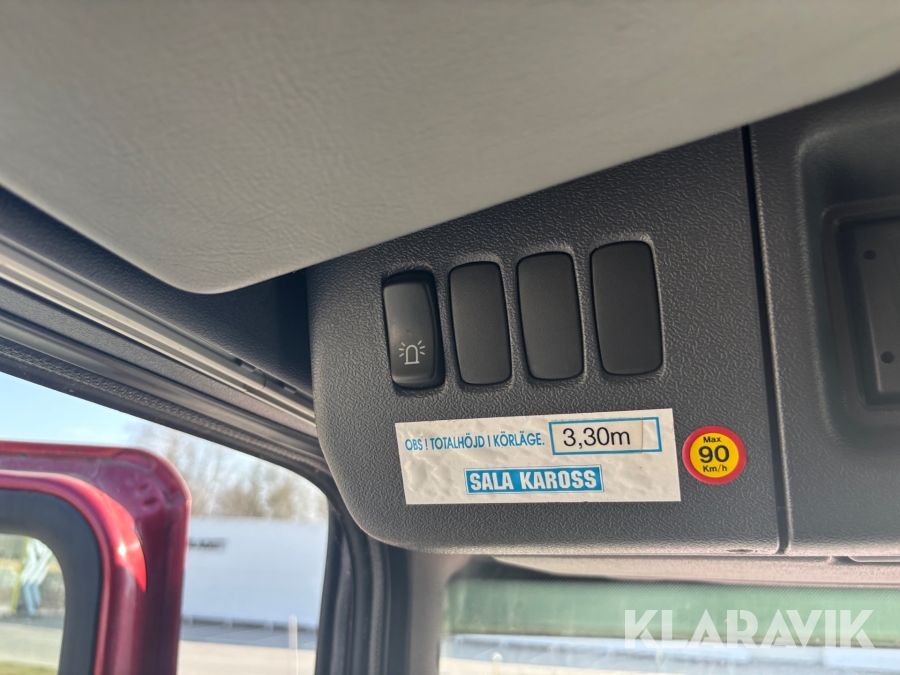 OBS ! TOTALHÖJD I KÖRLÄGE. 3,30m
SALA KAROSS
Max
90
Km/h
KLARAVIK